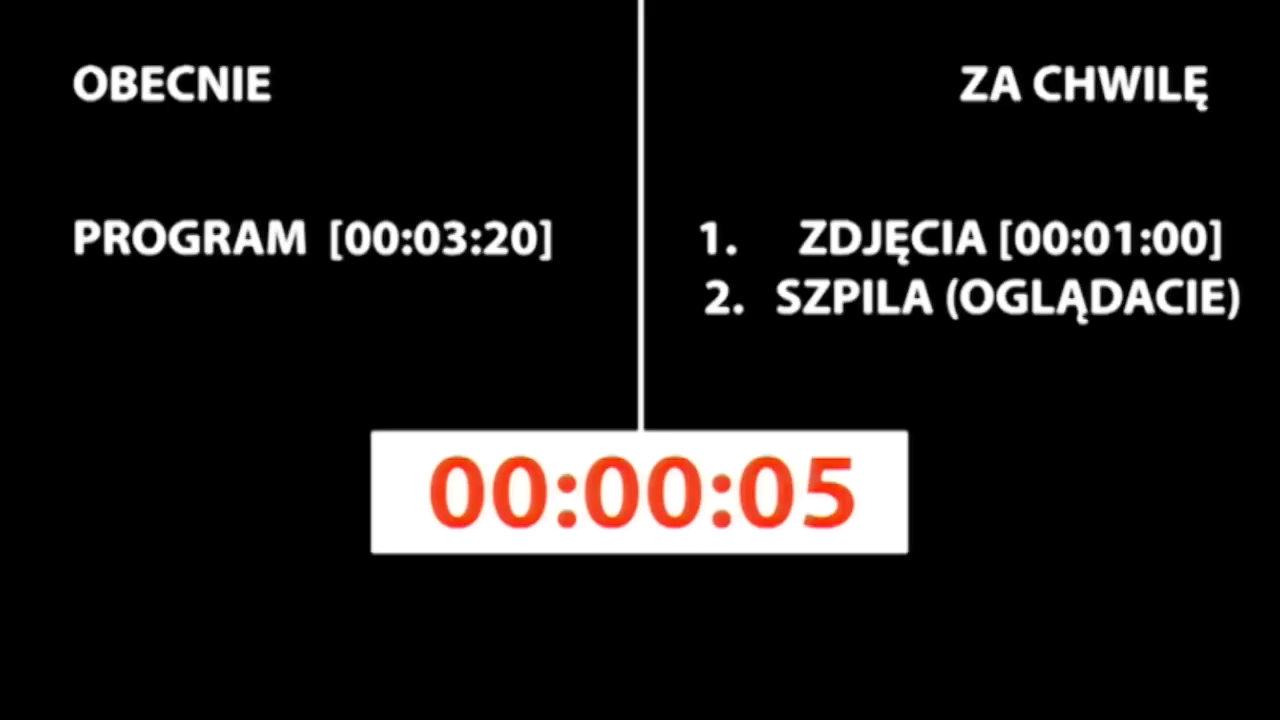 OBECNIE
PROGRAM [00:03:20]
ZA CHWILĘ
1. ZDJĘCIA [00:01:00]
2. SZPILA (OGLĄDACIE)
00:00:05